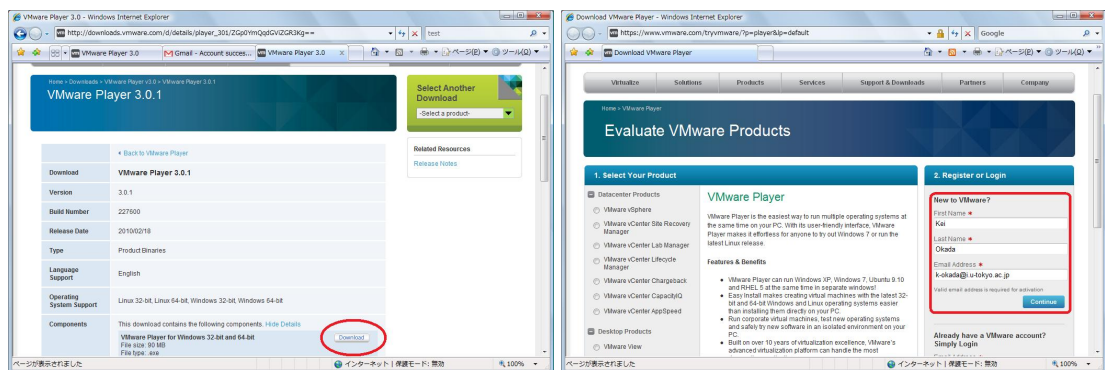 VMware Player 3.0 - Windows Internet Explorer
http://downloads.vmware.com/d/details/player_301/ZGp0YmQqdGViZGR3Kg==
test
VMware Player 3.0
Gmail - Account succes...
VMware Player 3.0
ページ(P)
ツール(O)
Home > Downloads > VMware Player v3.0 > VMware Player 3.0.1
VMware Player 3.0.1
Select Another
Download
-Select a product-
Back to VMware Player
Download VMware Player 3.0.1
Version 3.0.1
Build Number 227600
Release Date 2010/02/18
Type Product Binaries
Language
Support English
Operating
System Support Linux 32-bit, Linux 64-bit, Windows 32-bit, Windows 64-bit
Components This download contains the following components. Hide Details
VMware Player for Windows 32-bit and 64-bit Download
File size: 90 MB
File type: .exe
Related Resources
Release Notes
ページが表示されました
インターネット | 保護モード: 無効
100%
Download VMware Player - Windows Internet Explorer
https://www.vmware.com/tryvmware/?p=player&lp=default
Google
Download VMware Player
ページ(P)
ツール(O)
Virtualize Solutions Products Services Support & Downloads Partners Company
Home > VMware Player
Evaluate VMware Products
1. Select Your Product
Datacenter Products
VMware vSphere
VMware vCenter Site Recovery
Manager
VMware vCenter Lab Manager
VMware vCenter Lifecycle
Manager
VMware vCenter Chargeback
VMware vCenter CapacityIQ
VMware vCenter AppSpeed
Desktop Products
VMware View
VMware Player
VMware Player is the easiest way to run multiple operating systems at
the same time on your PC. With its user-friendly interface, VMware
Player makes it effortless for anyone to try out Windows 7 or run the
latest Linux release.
Features & Benefits
• VMware Player can run Windows XP, Windows 7, Ubuntu 9.10
and RHEL 5 at the same time in separate windows!
• Easy Install makes creating virtual machines with the latest 32-
bit and 64-bit Windows and Linux operating systems easier
than installing them directly on your PC.
• Run corporate virtual machines, test new operating systems
and safely try new software in an isolated environment on your
PC.
• Built on over 10 years of virtualization excellence, VMware's
advanced virtualization platform can handle the most
2. Register or Login
New to VMware?
First Name *
Kei
Last Name *
Okada
Email Address *
k-okada@i.u-tokyo.ac.jp
Valid email address is required for activation
Continue
Already have a VMware account?
Simply Login
ページが表示されました
インターネット | 保護モード: 無効
100%